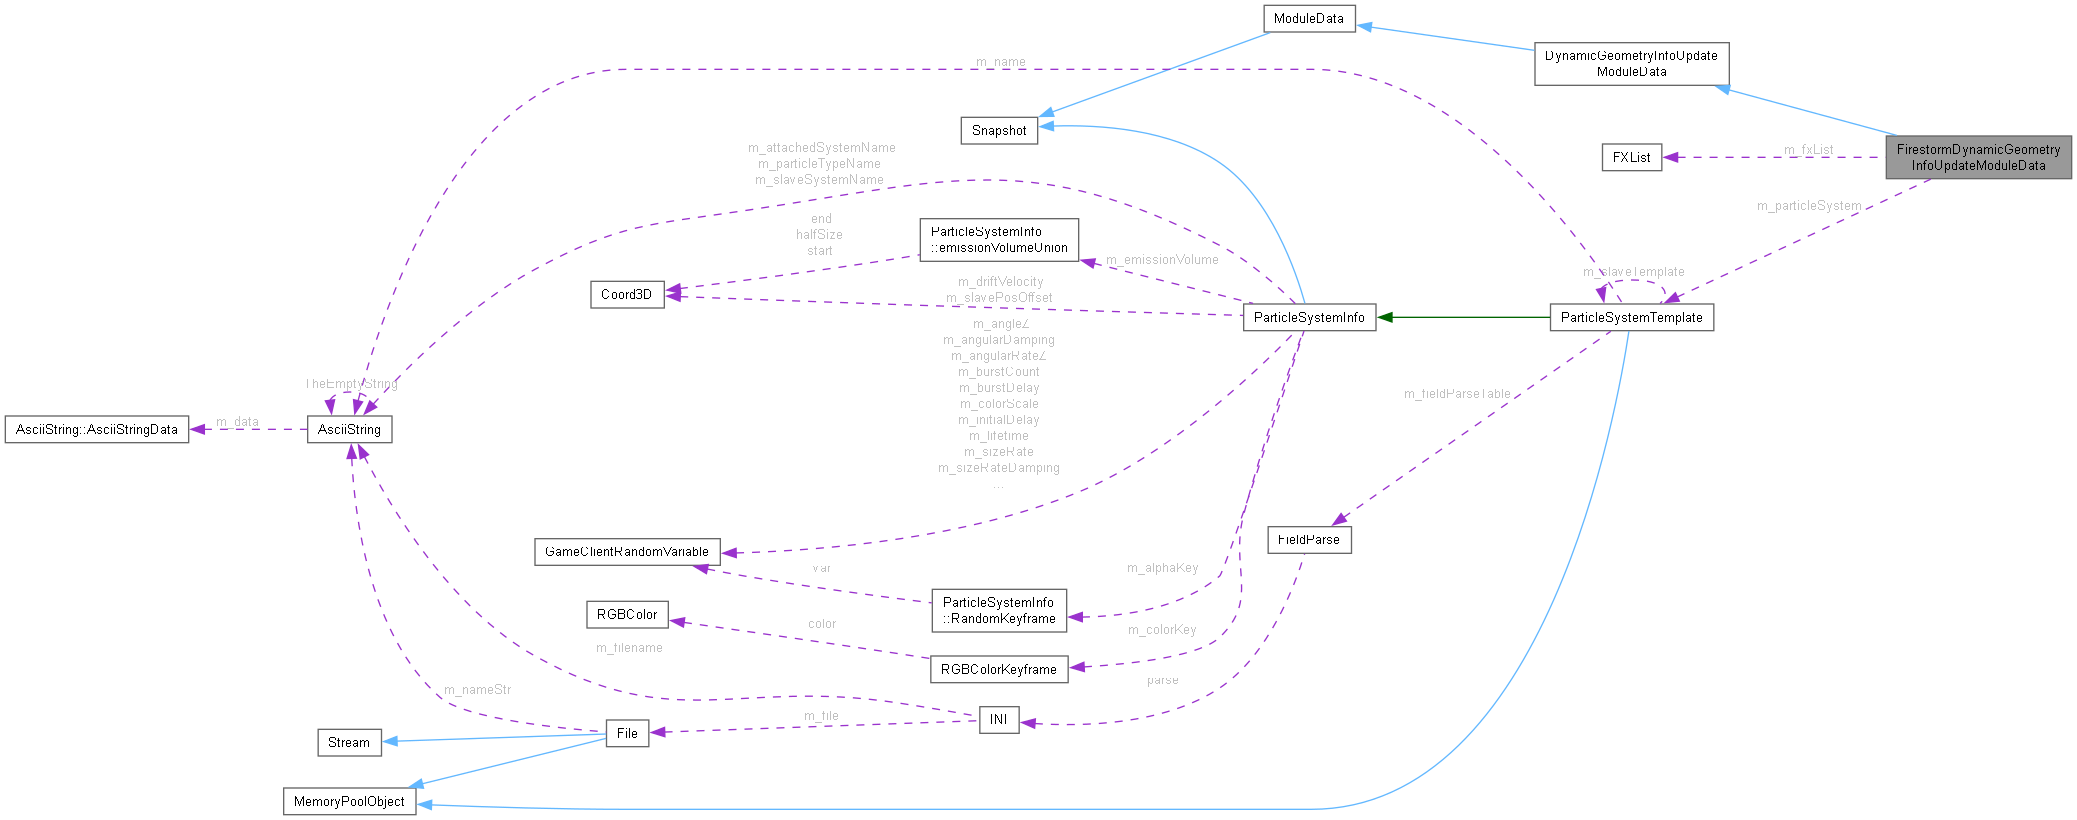 ModuleData
DynamicGeometryInfoUpdate
ModuleData
m_name
Snapshot
FirestormDynamicGeometry
InfoUpdateModuleData
m_fxList
FXList
m_attachedSystemName
m_particleTypeName
m_slaveSystemName
m_particleSystem
end
halfSize
start
ParticleSystemInfo
::emissionVolumeUnion
m_emissionVolume
m_slaveTemplate
Coord3D
m_driftVelocity
m_slavePosOffset
ParticleSystemInfo
ParticleSystemTemplate
m_angleZ
m_angularDamping
m_angularRateZ
m_burstCount
m_burstDelay
m_colorScale
m_initialDelay
m_lifetime
m_sizeRate
m_sizeRateDamping
...
TheEmptyString
m_fieldParseTable
AsciiString::AsciiStringData
m_data
AsciiString
FieldParse
GameClientRandomVariable
var
m_alphaKey
ParticleSystemInfo
::RandomKeyframe
RGBColor
color
m_colorKey
m_filename
RGBColorKeyframe
parse
m_nameStr
m_file
INI
File
Stream
MemoryPoolObject